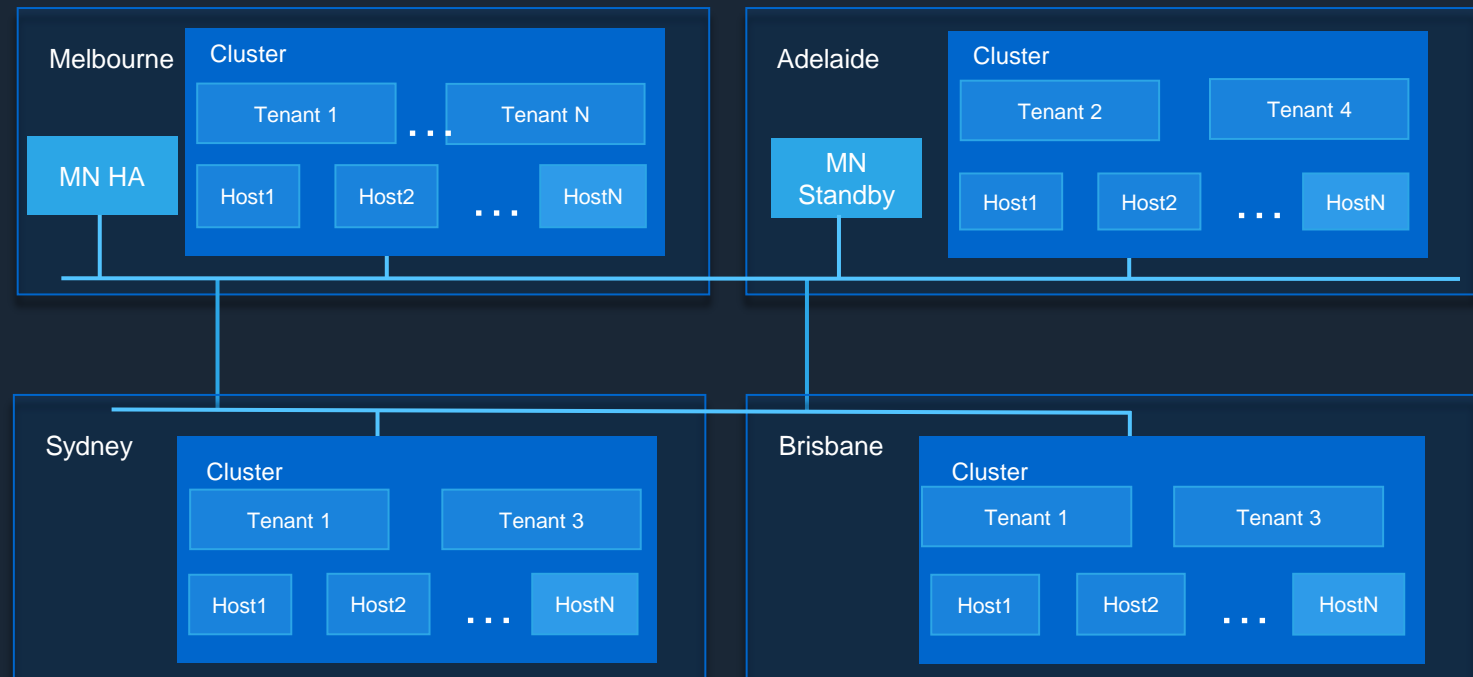 Melbourne
Cluster
Tenant 1
...
Tenant N
MN HA
Host1
Host2
...
HostN
Adelaide
Cluster
Tenant 2
Tenant 4
MN
Standby
Host1
Host2
...
HostN
Sydney
Cluster
Tenant 1
Tenant 3
Host1
Host2
...
HostN
Brisbane
Cluster
Tenant 1
Tenant 3
Host1
Host2
...
HostN